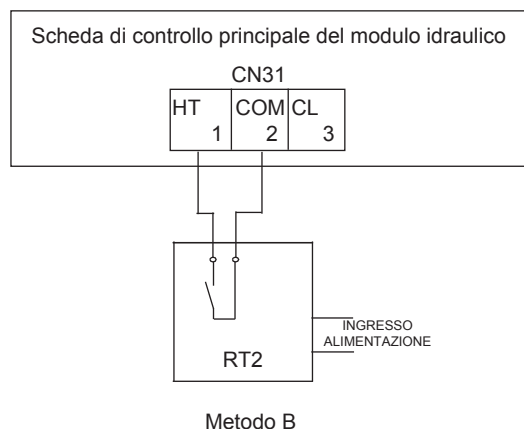 Scheda di controllo principale del modulo idraulico
CN31
HT COM CL
1 2 3
INGRESSO
ALIMENTAZIONE
RT2
Metodo B